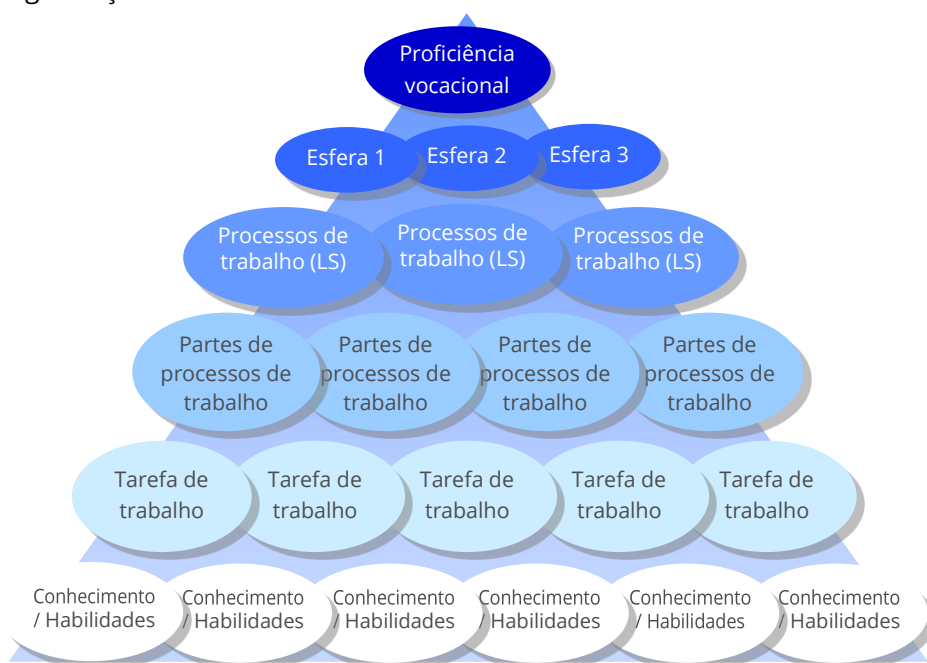 Proficiência
vocacional
Esfera 1
Esfera 2
Esfera 3
Processos de
trabalho (LS)
Processos de
trabalho (LS)
Processos de
trabalho (LS)
Partes de
processos de
trabalho
Partes de
processos de
trabalho
Partes de
processos de
trabalho
Partes de
processos de
trabalho
Tarefa de
trabalho
Tarefa de
trabalho
Tarefa de
trabalho
Tarefa de
trabalho
Tarefa de
trabalho
Conhecimento
/ Habilidades
Conhecimento
/ Habilidades
Conhecimento
/ Habilidades
Conhecimento
/ Habilidades
Conhecimento
/ Habilidades
Conhecimento
/ Habilidades